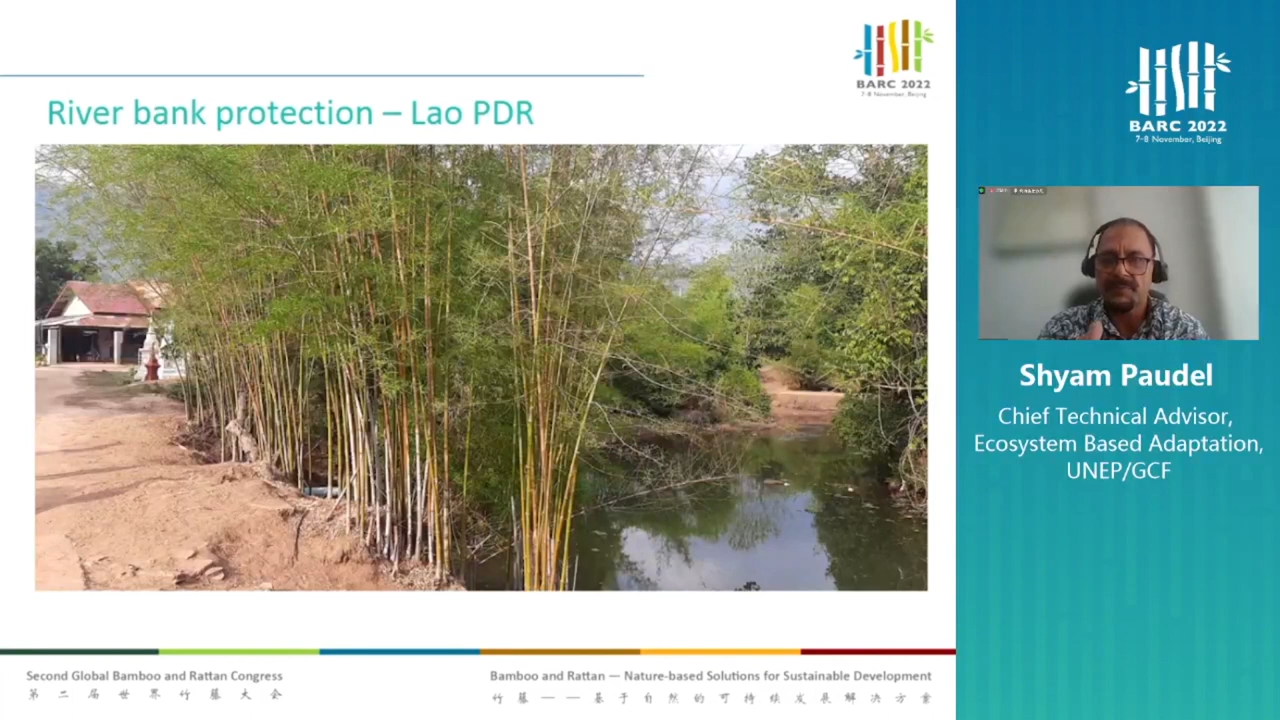 River bank protection – Lao PDR
BARC 2022
7-8 November, Beijing
BARC 2022
7-8 November, Beijing
Shyam Paudel
Chief Technical Advisor,
Ecosystem Based Adaptation,
UNEP/GCF
Second Global Bamboo and Rattan Congress
第二届世界竹藤大会
Bamboo and Rattan — Nature-based Solutions for Sustainable Development
竹藤——基于自然的可持续发展解决方案